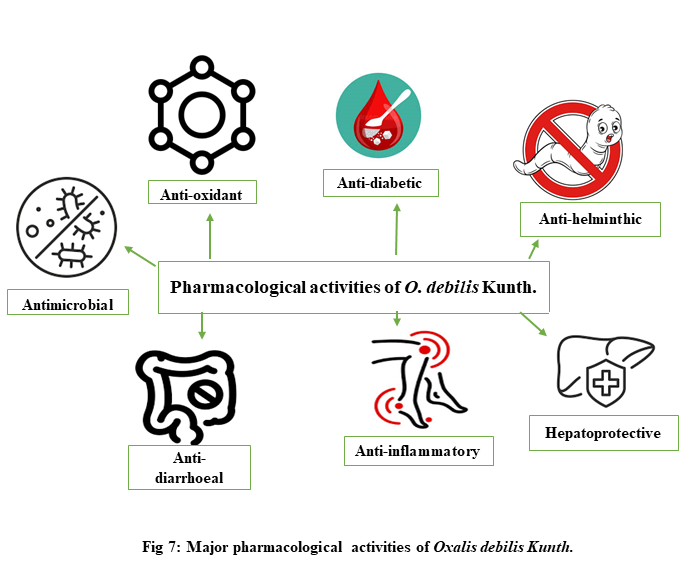 Anti-oxidant
Anti-diabetic
Anti-helminthic
Antimicrobial
Pharmacological activities of O. debilis Kunth.
Anti-
diarrhoeal
Anti-inflammatory
Hepatoprotective
Fig 7: Major pharmacological activities of Oxalis debilis Kunth.